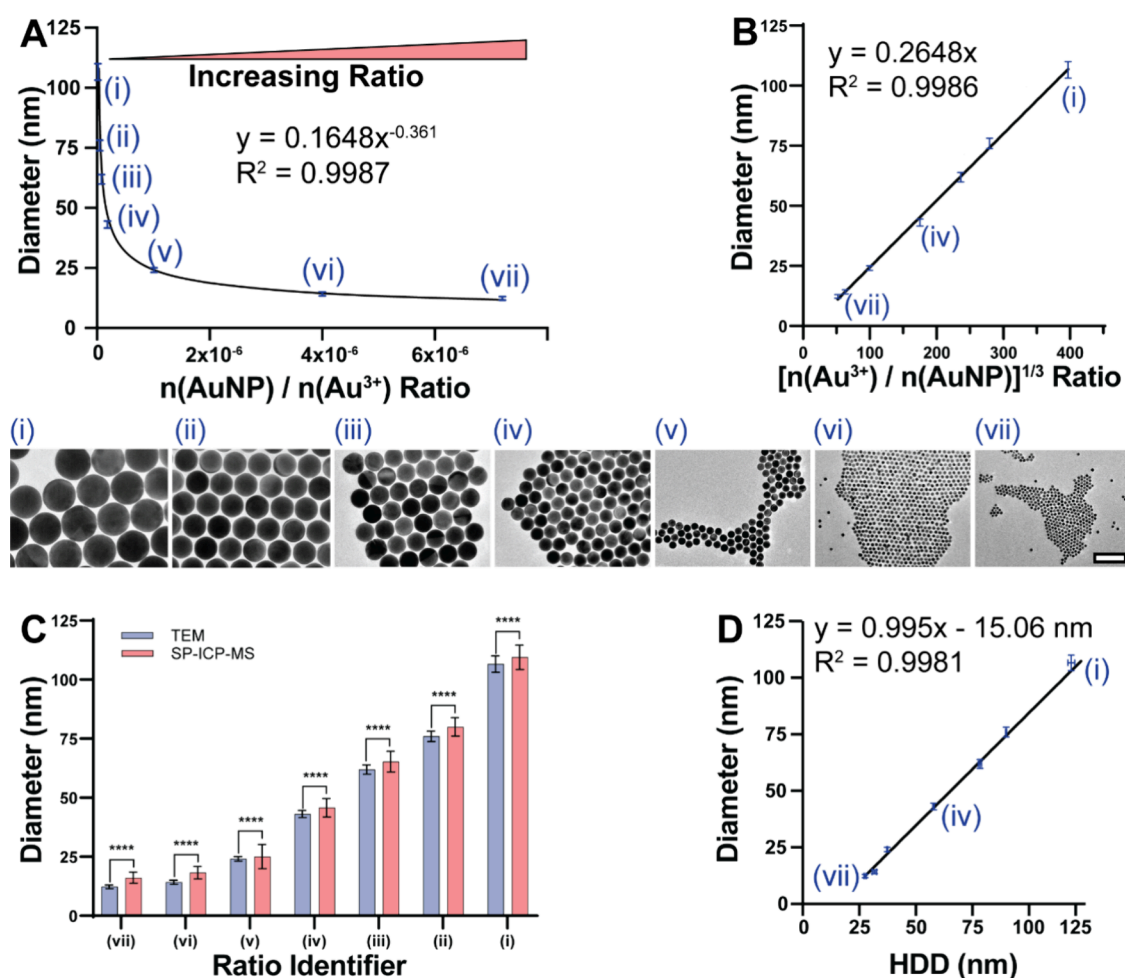 A
125
100
75
50
25
0
Diameter (nm)
Increasing Ratio
y = 0.1648x^-0.361
R² = 0.9987
(i)
(ii)
(iii)
(iv)
(v)
(vi)
(vii)
0
2x10⁻⁶
4x10⁻⁶
6x10⁻⁶
n(AuNP) / n(Au³⁺) Ratio
B
125
100
75
50
25
0
Diameter (nm)
y = 0.2648x
R² = 0.9986
(i)
(iv)
(vii)
0
100
200
300
400
[n(Au³⁺) / n(AuNP)]¹ᐟ³ Ratio
(i)
(ii)
(iii)
(iv)
(v)
(vi)
(vii)
C
125
100
75
50
25
0
Diameter (nm)
TEM
SP-ICP-MS
****
****
****
****
****
****
****
(vii)
(vi)
(v)
(iv)
(iii)
(ii)
(i)
Ratio Identifier
D
125
100
75
50
25
0
Diameter (nm)
y = 0.995x - 15.06 nm
R² = 0.9981
(i)
(iv)
(vii)
0
25
50
75
100
125
HDD (nm)